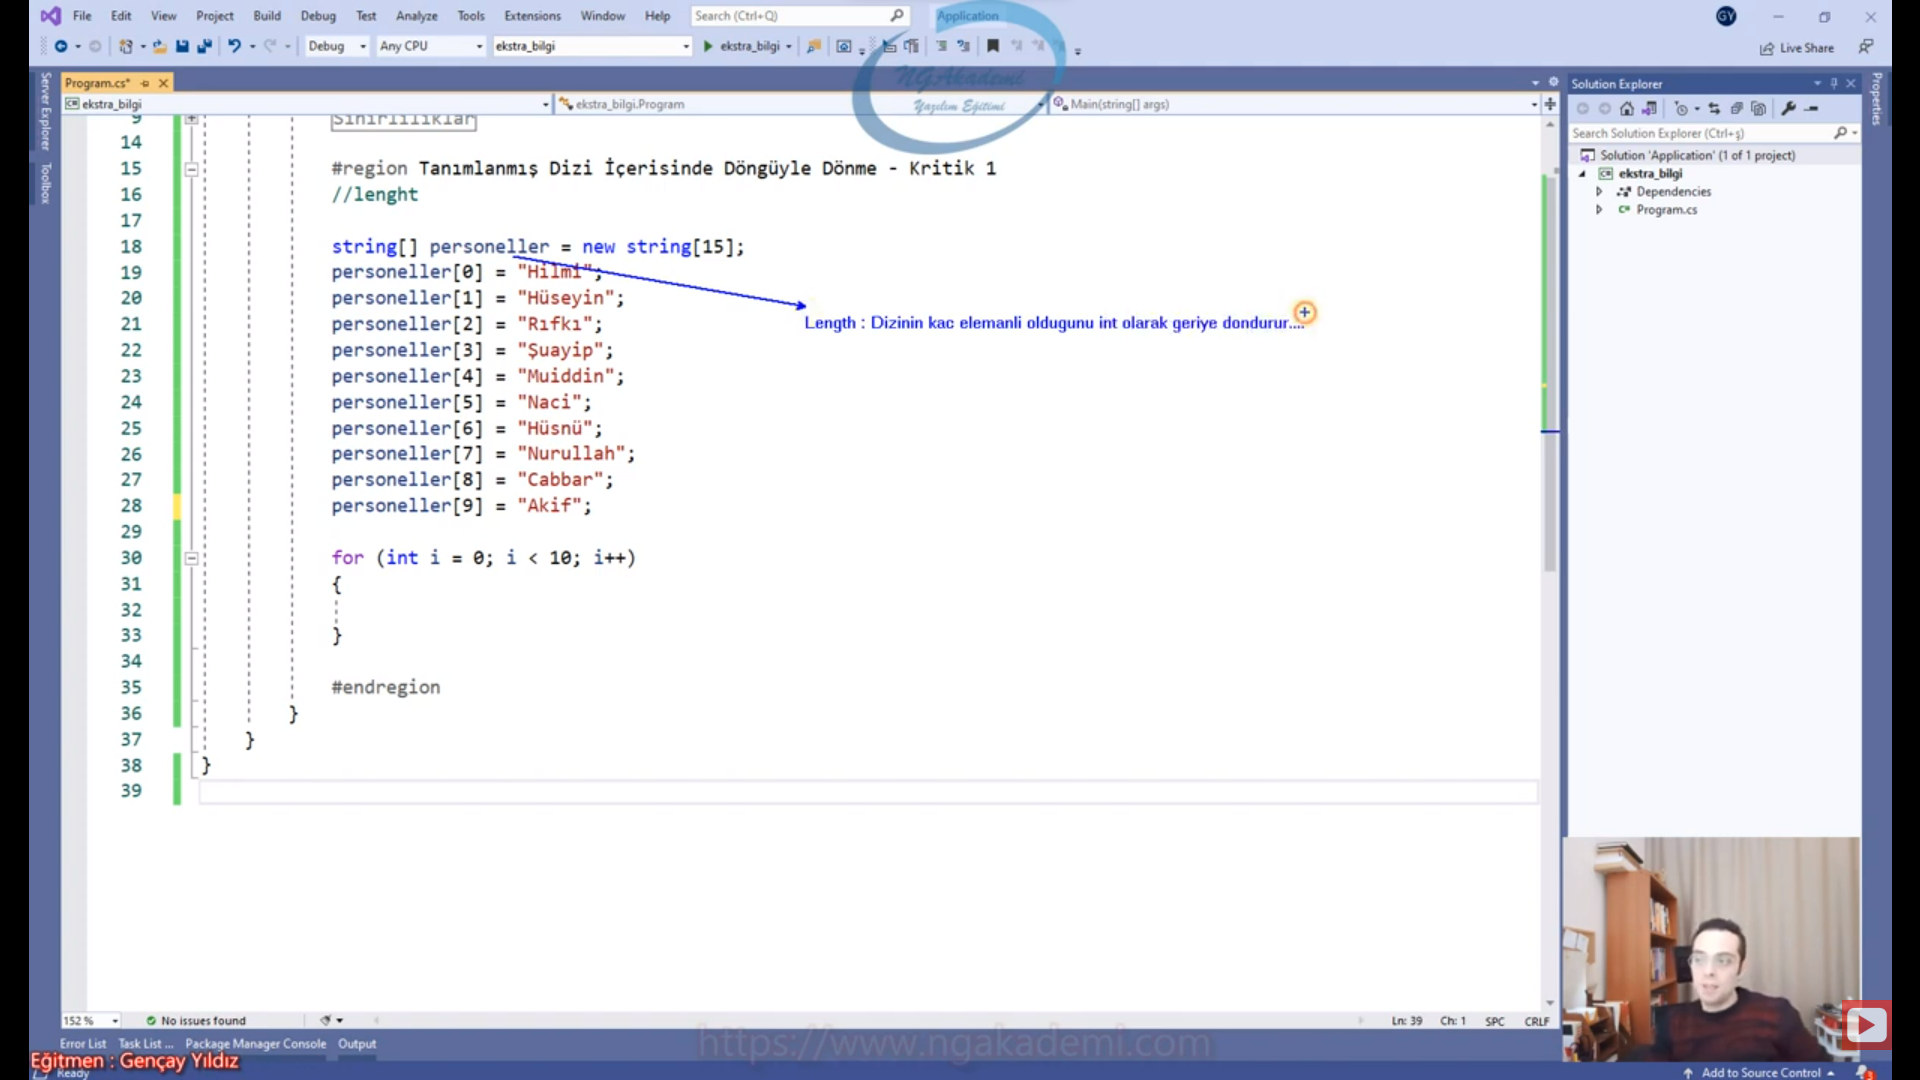 File Edit View Project Build Debug Test Analyze Tools Extensions Window Help Search (Ctrl+Q) Application GY
Debug Any CPU ekstra_bilgi ekstra_bilgi Live Share
NGAkademi
Yazılım Eğitimi
Program.cs*
ekstra_bilgi ekstra_bilgi.Program Main(string[] args)
Server Explorer
Toolbox
9 Sinirliliklar
14
15 #region Tanımlanmış Dizi İçerisinde Döngüyle Dönme - Kritik 1
16 //lenght
17
18 string[] personeller = new string[15];
19 personeller[0] = "Hilmi";
20 personeller[1] = "Hüseyin";
21 personeller[2] = "Rıfkı";
22 personeller[3] = "Şuayip";
23 personeller[4] = "Muiddin";
24 personeller[5] = "Naci";
25 personeller[6] = "Hüsnü";
26 personeller[7] = "Nurullah";
27 personeller[8] = "Cabbar";
28 personeller[9] = "Akif";
29
30 for (int i = 0; i < 10; i++)
31 {
32
33 }
34
35 #endregion
36 }
37 }
38 }
39
Length : Dizinin kac elemanli oldugunu int olarak geriye dondurur....
Solution Explorer
Search Solution Explorer (Ctrl+ş)
Solution 'Application' (1 of 1 project)
ekstra_bilgi
Dependencies
Program.cs
Properties
152 % No issues found Ln: 39 Ch: 1 SPC CRLF
Error List Task List ... Package Manager Console Output
https://www.ngakademi.com
Eğitmen : Gençay Yıldız
Ready Add to Source Control 3